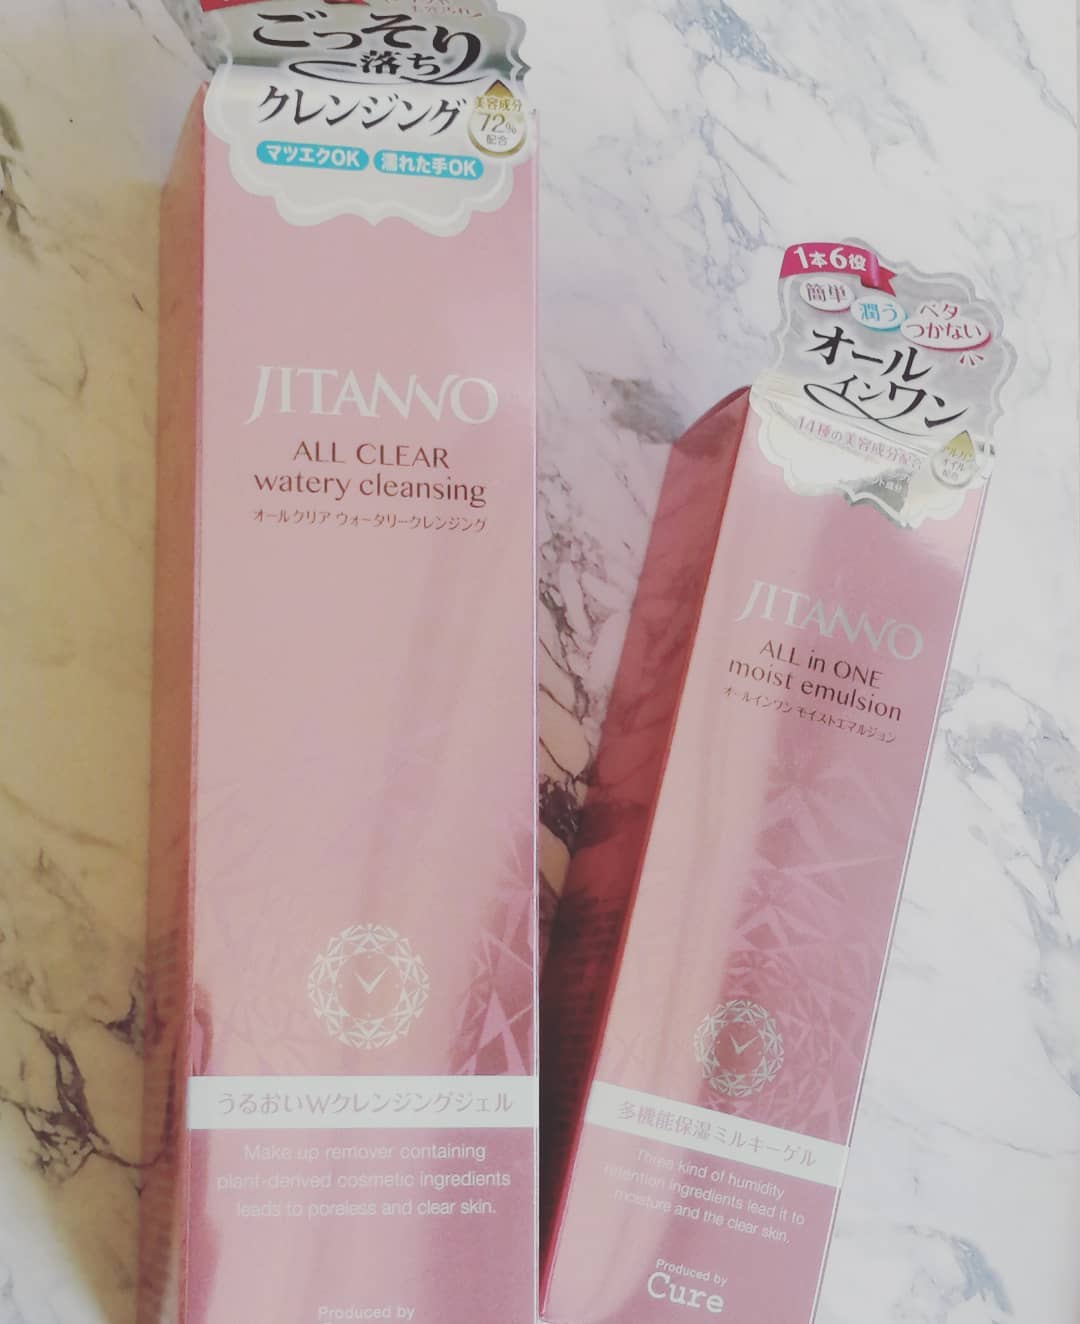 ごっそり
落ち
クレンジング
美容成分
72%
配合
マツエクOK
濡れた手OK
JITANNO
ALL CLEAR
watery cleansing
オールクリア ウォータリークレンジング
うるおいWクレンジングジェル
Make up remover containing
plant-derived cosmetic ingredients
leads to poreless and clear skin.
Produced by
1本6役
簡単
潤う
ベタ
つかない
オール
インワン
14種の美容成分配合
オイル
配合
JITANNO
ALL in ONE
moist emulsion
オールインワン モイストエマルジョン
多機能保湿ミルキーゲル
Three kind of humidity
retention ingredients lead it to
moisture and the clear skin.
Produced by
Cure